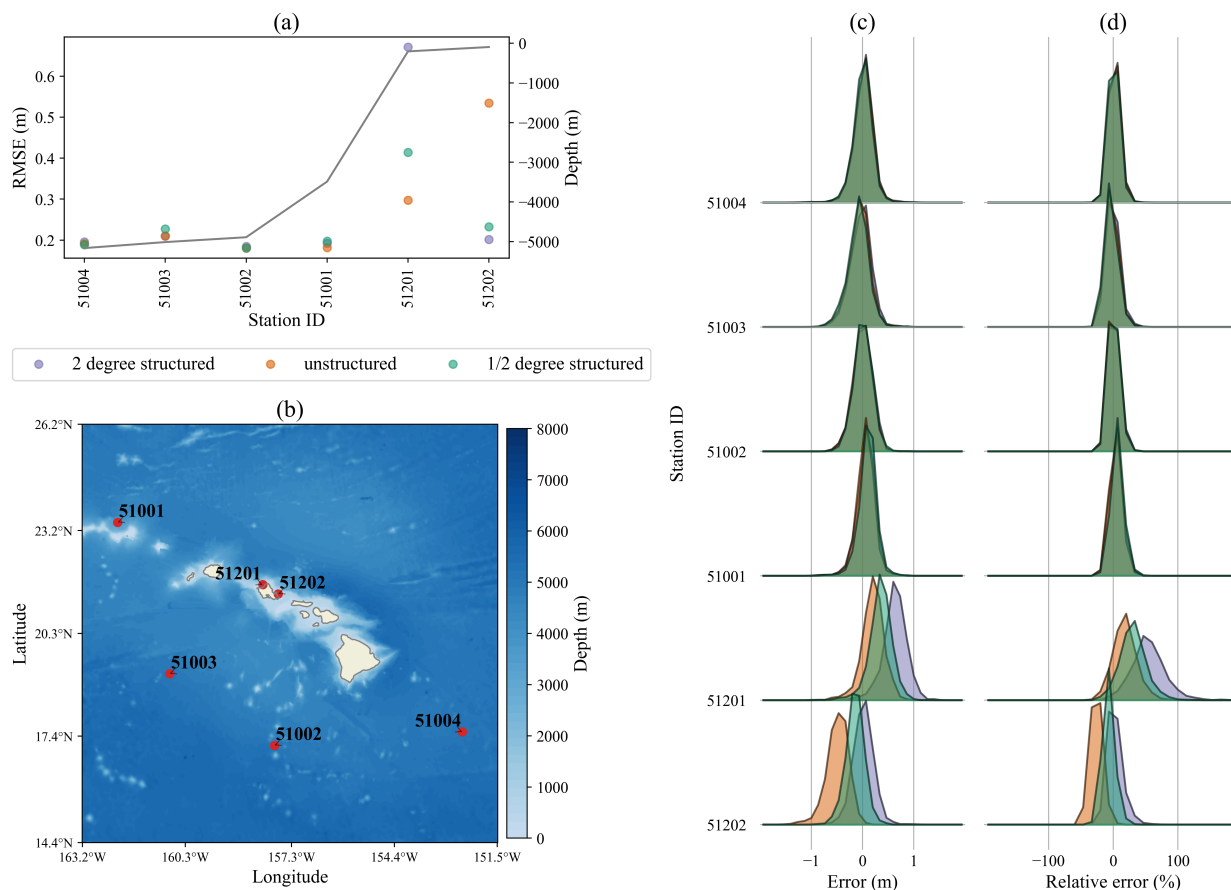 (a)
RMSE (m)
0.6
0.5
0.4
0.3
0.2
0
−1000
−2000
−3000
−4000
−5000
Depth (m)
51004
51003
51002
51001
51201
51202
Station ID
2 degree structured
unstructured
1/2 degree structured
(b)
Latitude
26.2°N
23.2°N
20.3°N
17.4°N
14.4°N
51001
51201
51202
51003
51004
51002
163.2°W
160.3°W
157.3°W
154.4°W
151.5°W
Longitude
8000
7000
6000
5000
4000
3000
2000
1000
0
Depth (m)
(c)
(d)
Station ID
51004
51003
51002
51001
51201
51202
−1
0
1
Error (m)
−100
0
100
Relative error (%)